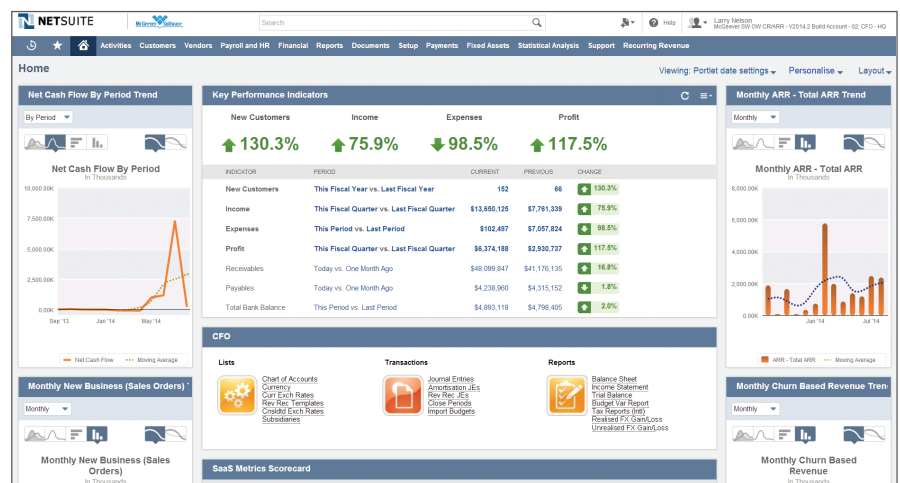 NETSUITE
McGeever Software
Search
Help
Larry Nelson
McGeever SW OW CR/ARR - V2014.2 Build Account - 02: CFO - HQ
Activities Customers Vendors Payroll and HR Financial Reports Documents Setup Payments Fixed Assets Statistical Analysis Support Recurring Revenue
Home
Viewing: Portlet date settings Personalise Layout
Net Cash Flow By Period Trend
By Period
Net Cash Flow By Period
In Thousands
10,000.00K
7,500.00K
5,000.00K
2,500.00K
0.00K
Sep '13 Jan '14 May '14
Net Cash Flow Moving Average
Monthly New Business (Sales Orders)
Monthly
Monthly New Business (Sales
Orders)
In Thousands
Key Performance Indicators
New Customers Income Expenses Profit
130.3% 75.9% 98.5% 117.5%
INDICATOR PERIOD CURRENT PREVIOUS CHANGE
New Customers This Fiscal Year vs. Last Fiscal Year 152 66 130.3%
Income This Fiscal Quarter vs. Last Fiscal Quarter $13,650,125 $7,761,339 75.9%
Expenses This Period vs. Last Period $102,497 $7,057,824 98.5%
Profit This Fiscal Quarter vs. Last Fiscal Quarter $6,374,188 $2,930,737 117.5%
Receivables Today vs. One Month Ago $48,099,847 $41,176,135 16.8%
Payables Today vs. One Month Ago $4,238,960 $4,315,152 1.8%
Total Bank Balance This Period vs. Last Period $4,893,118 $4,798,405 2.0%
CFO
Lists
Chart of Accounts
Currency
Curr Exch Rates
Rev Rec Templates
Cnsldtd Exch Rates
Subsidiaries
Transactions
Journal Entries
Amortisation JEs
Rev Rec JEs
Close Periods
Import Budgets
Reports
Balance Sheet
Income Statement
Trial Balance
Budget Var Report
Tax Reports (Intl)
Realised FX Gain/Loss
Unrealised FX Gain/Loss
SaaS Metrics Scorecard
Monthly ARR - Total ARR Trend
Monthly
Monthly ARR - Total ARR
In Thousands
8,000.00K
6,000.00K
4,000.00K
2,000.00K
0.00K
Jan '14 Jul '14
ARR - Total ARR Moving Average
Monthly Churn Based Revenue Tren
Monthly
Monthly Churn Based
Revenue
In Thousands